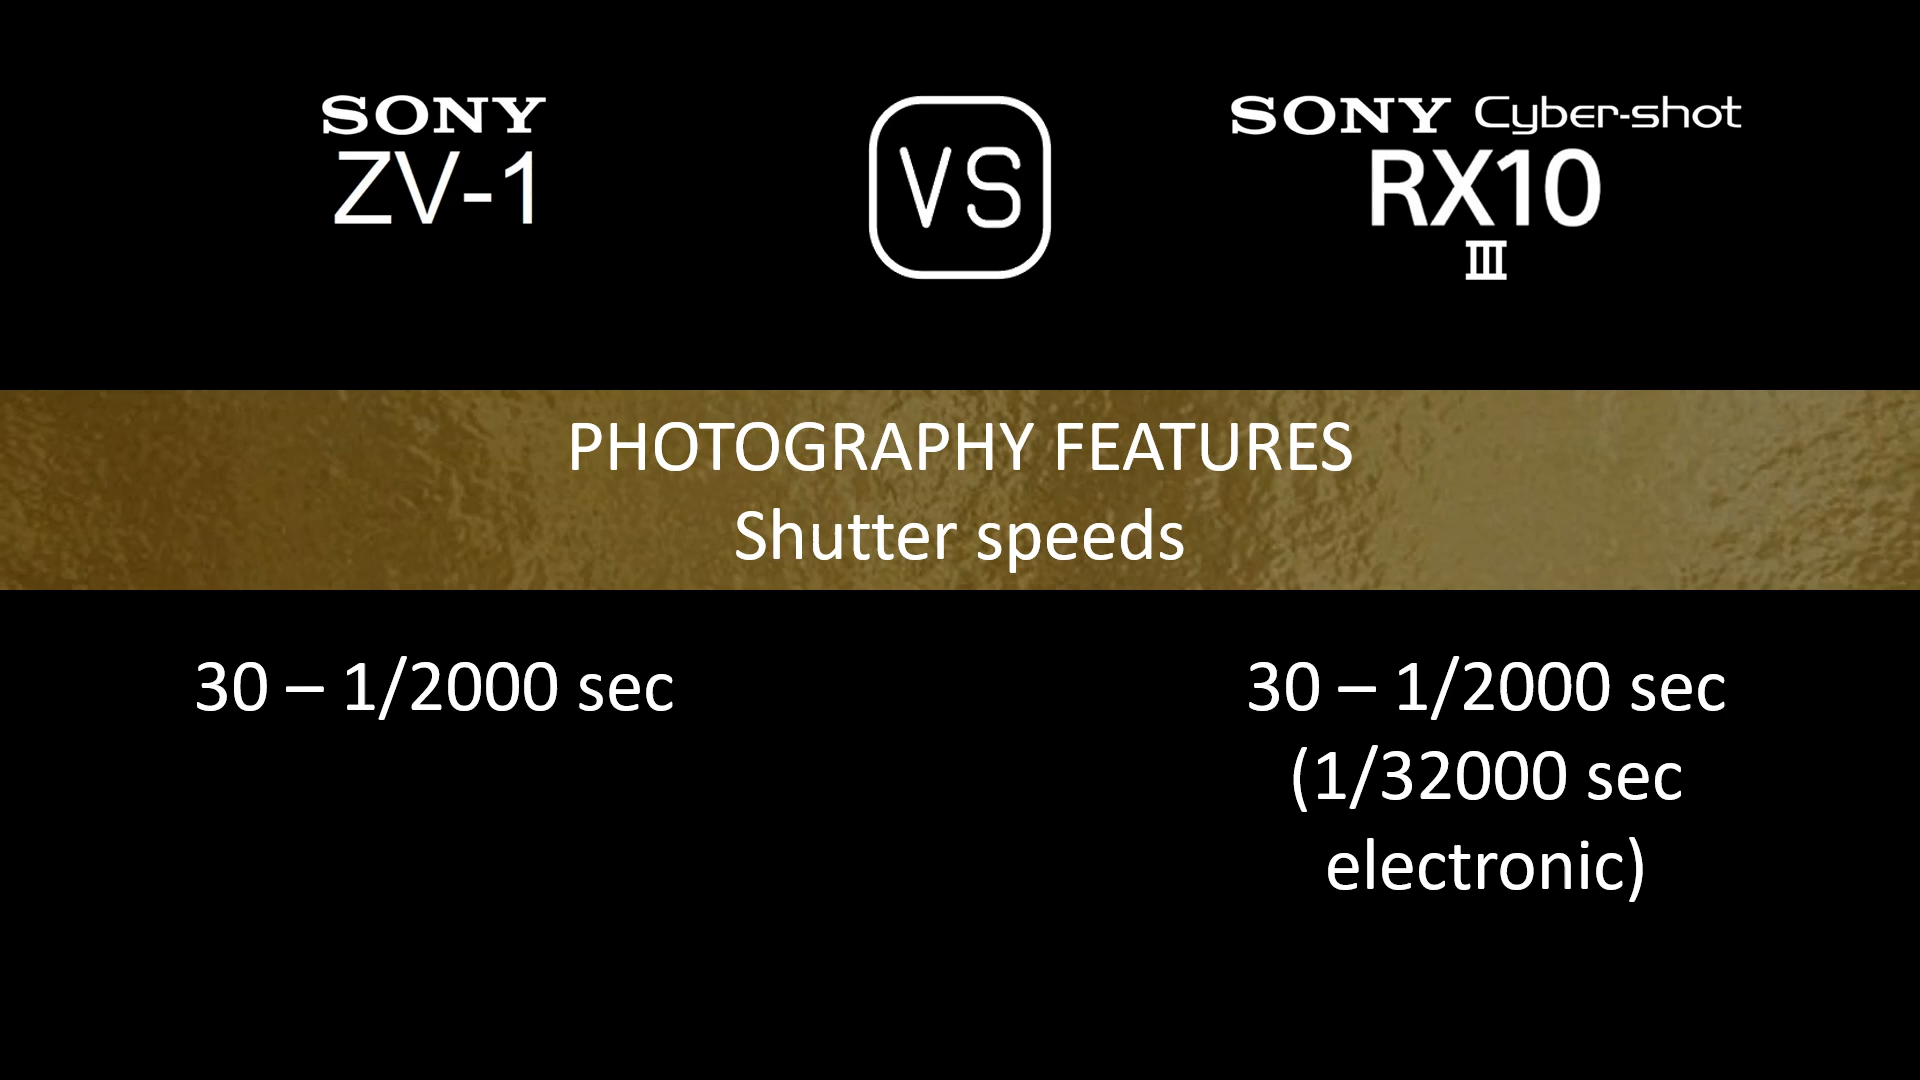 SONY
ZV-1
VS
SONY Cyber-shot
RX10
III
PHOTOGRAPHY FEATURES
Shutter speeds
30 – 1/2000 sec
30 – 1/2000 sec
(1/32000 sec
electronic)